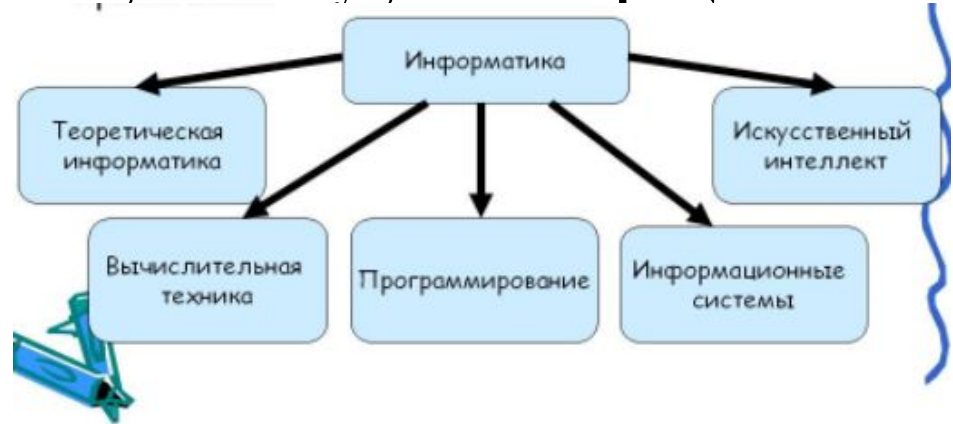 Информатика
Теоретическая
информатика
Искусственный
интеллект
Вычислительная
техника
Программирование
Информационные
системы